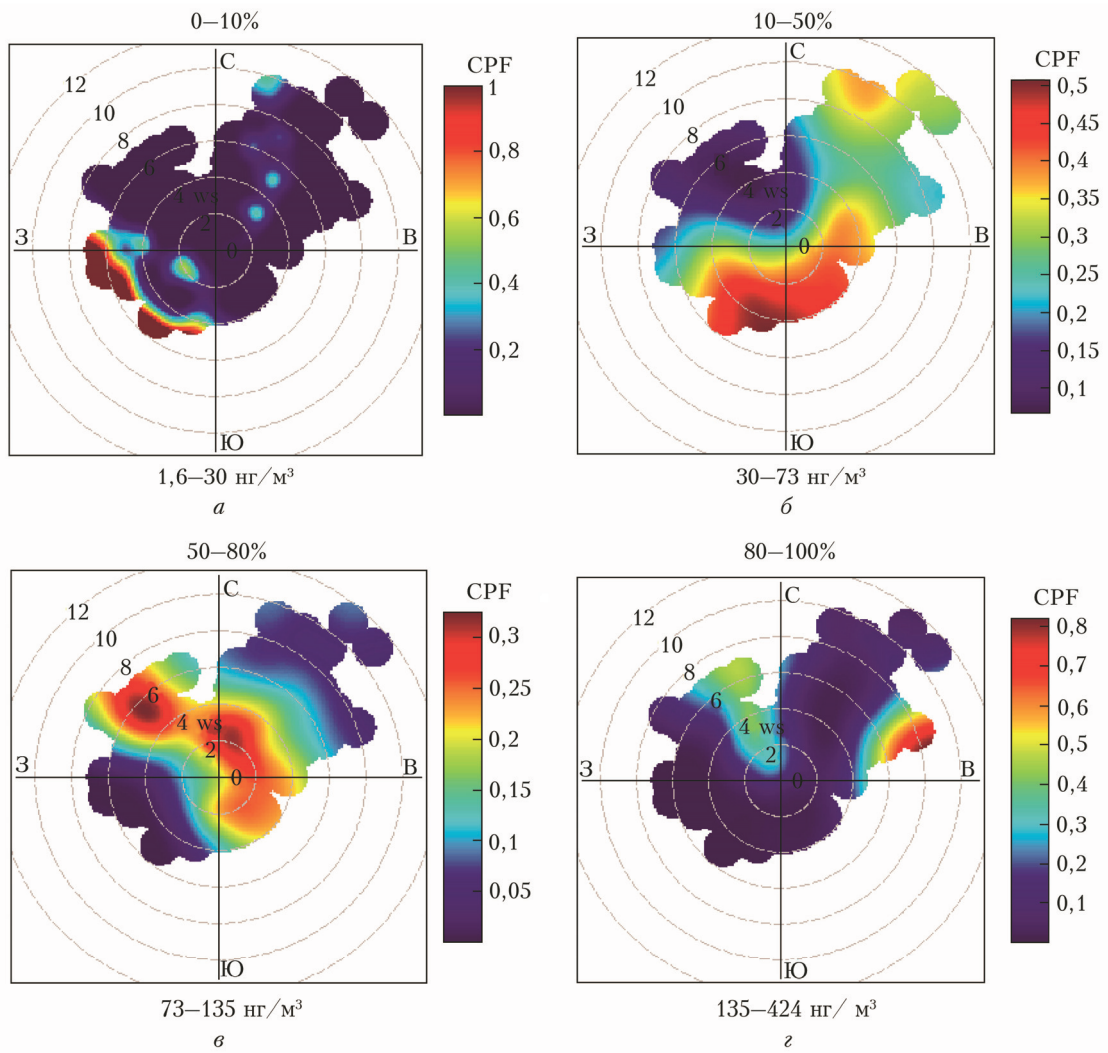 0–10%
CPF
С
12
10
8
6
4 ws
2
0
З
В
Ю
1
0,8
0,6
0,4
0,2
1,6–30 нг/м³
а
10–50%
CPF
С
12
10
8
6
4 ws
2
0
З
В
Ю
0,5
0,45
0,4
0,35
0,3
0,25
0,2
0,15
0,1
30–73 нг/м³
б
50–80%
CPF
С
12
10
8
6
4 ws
2
0
З
В
Ю
0,3
0,25
0,2
0,15
0,1
0,05
73–135 нг/м³
в
80–100%
CPF
С
12
10
8
6
4 ws
2
0
З
В
Ю
0,8
0,7
0,6
0,5
0,4
0,3
0,2
0,1
135–424 нг/ м³
г